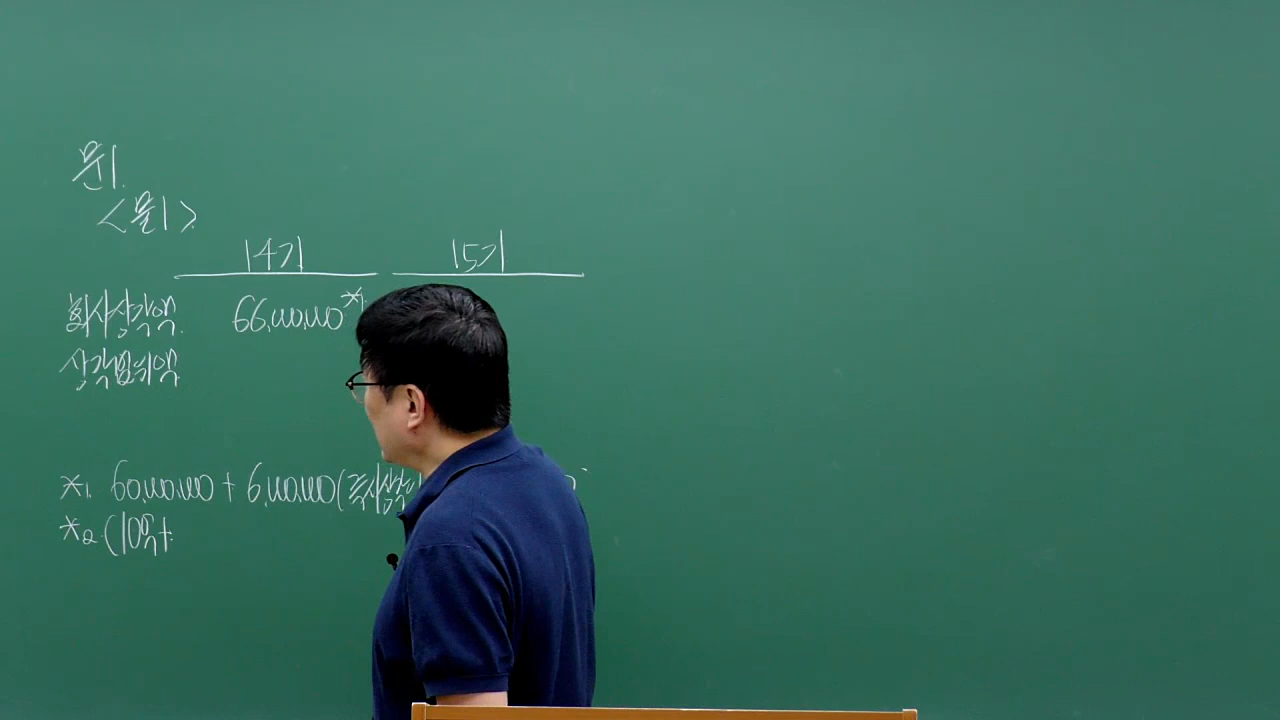 문1.
<물1>
14기 15기
회사상각액 66,000,000 *1.
상각범위액
*1. 60,000,000 + 6,000,000(즉시상각
*2. (10억+